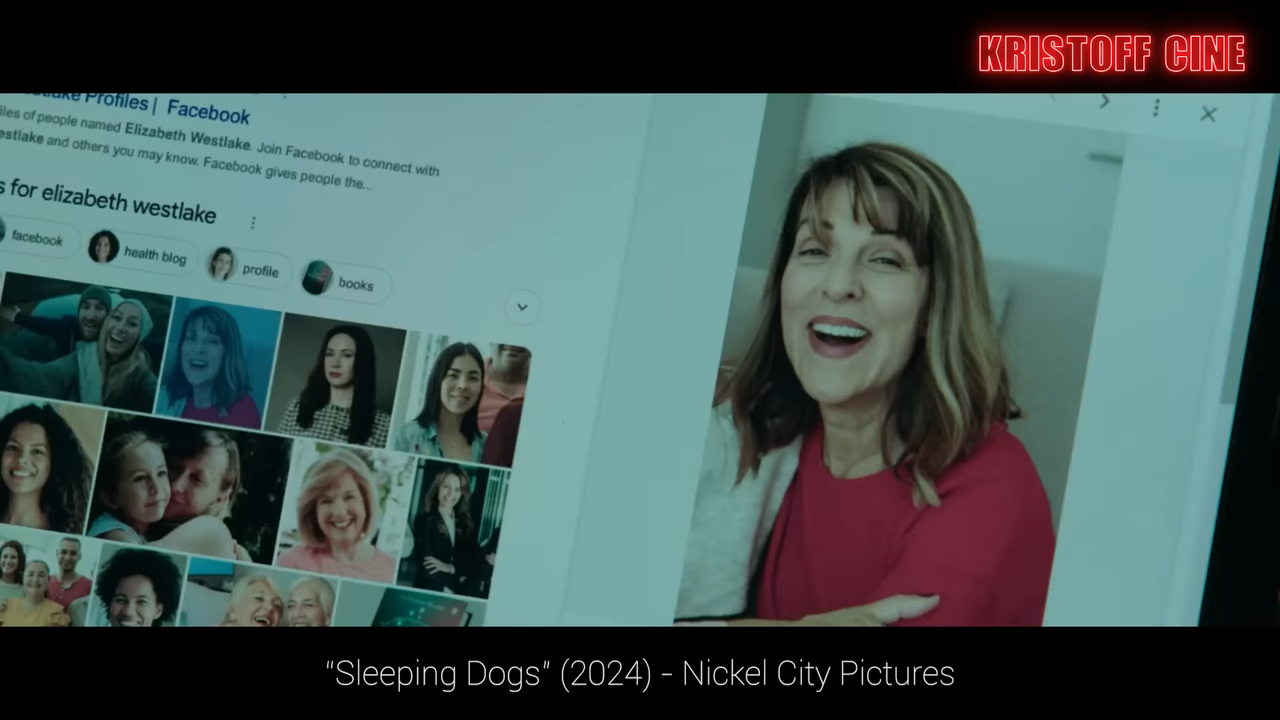 KRISTOFF CINE
Profiles | Facebook
of people named Elizabeth Westlake. Join Facebook to connect with
and others you may know. Facebook gives people the...
for elizabeth westlake
facebook
health blog
profile
books
"Sleeping Dogs" (2024) - Nickel City Pictures